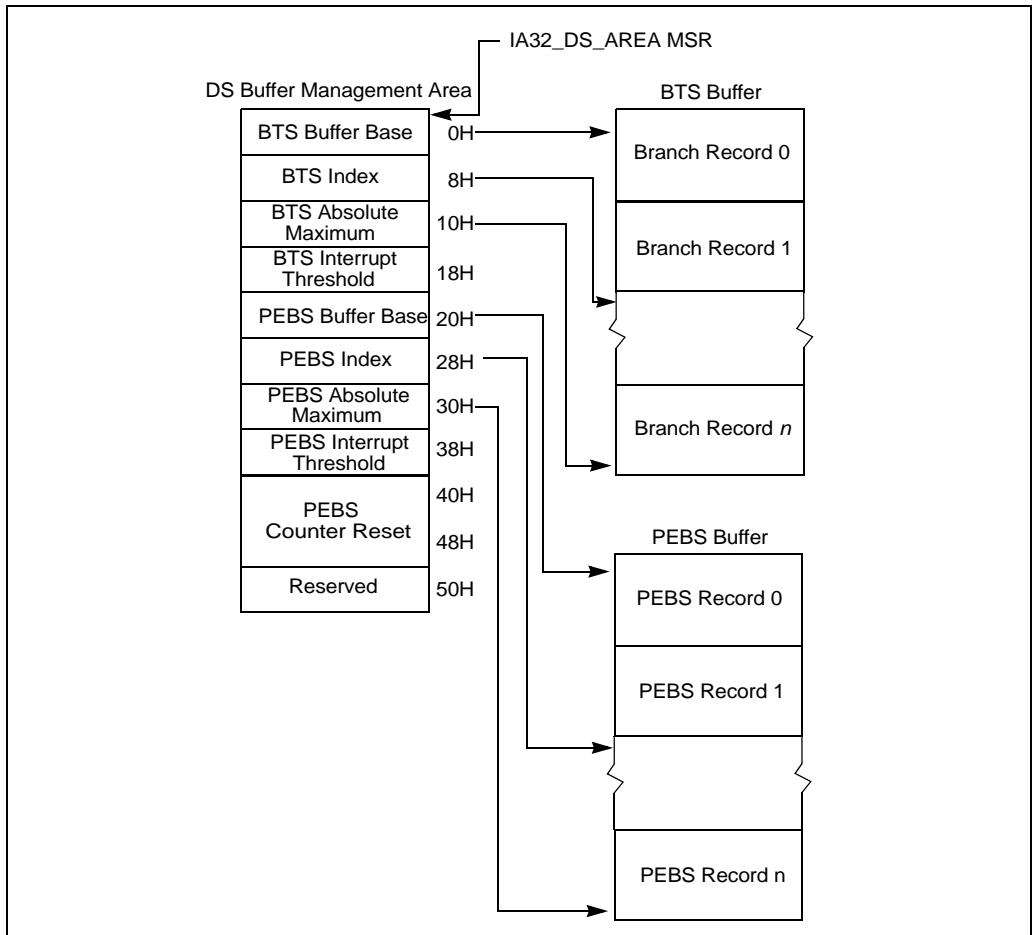 IA32_DS_AREA MSR
DS Buffer Management Area
BTS Buffer Base 0H
BTS Index 8H
BTS Absolute
Maximum 10H
BTS Interrupt
Threshold 18H
PEBS Buffer Base 20H
PEBS Index 28H
PEBS Absolute
Maximum 30H
PEBS Interrupt
Threshold 38H
40H
PEBS
Counter Reset
48H
Reserved 50H
BTS Buffer
Branch Record 0
Branch Record 1
Branch Record n
PEBS Buffer
PEBS Record 0
PEBS Record 1
PEBS Record n